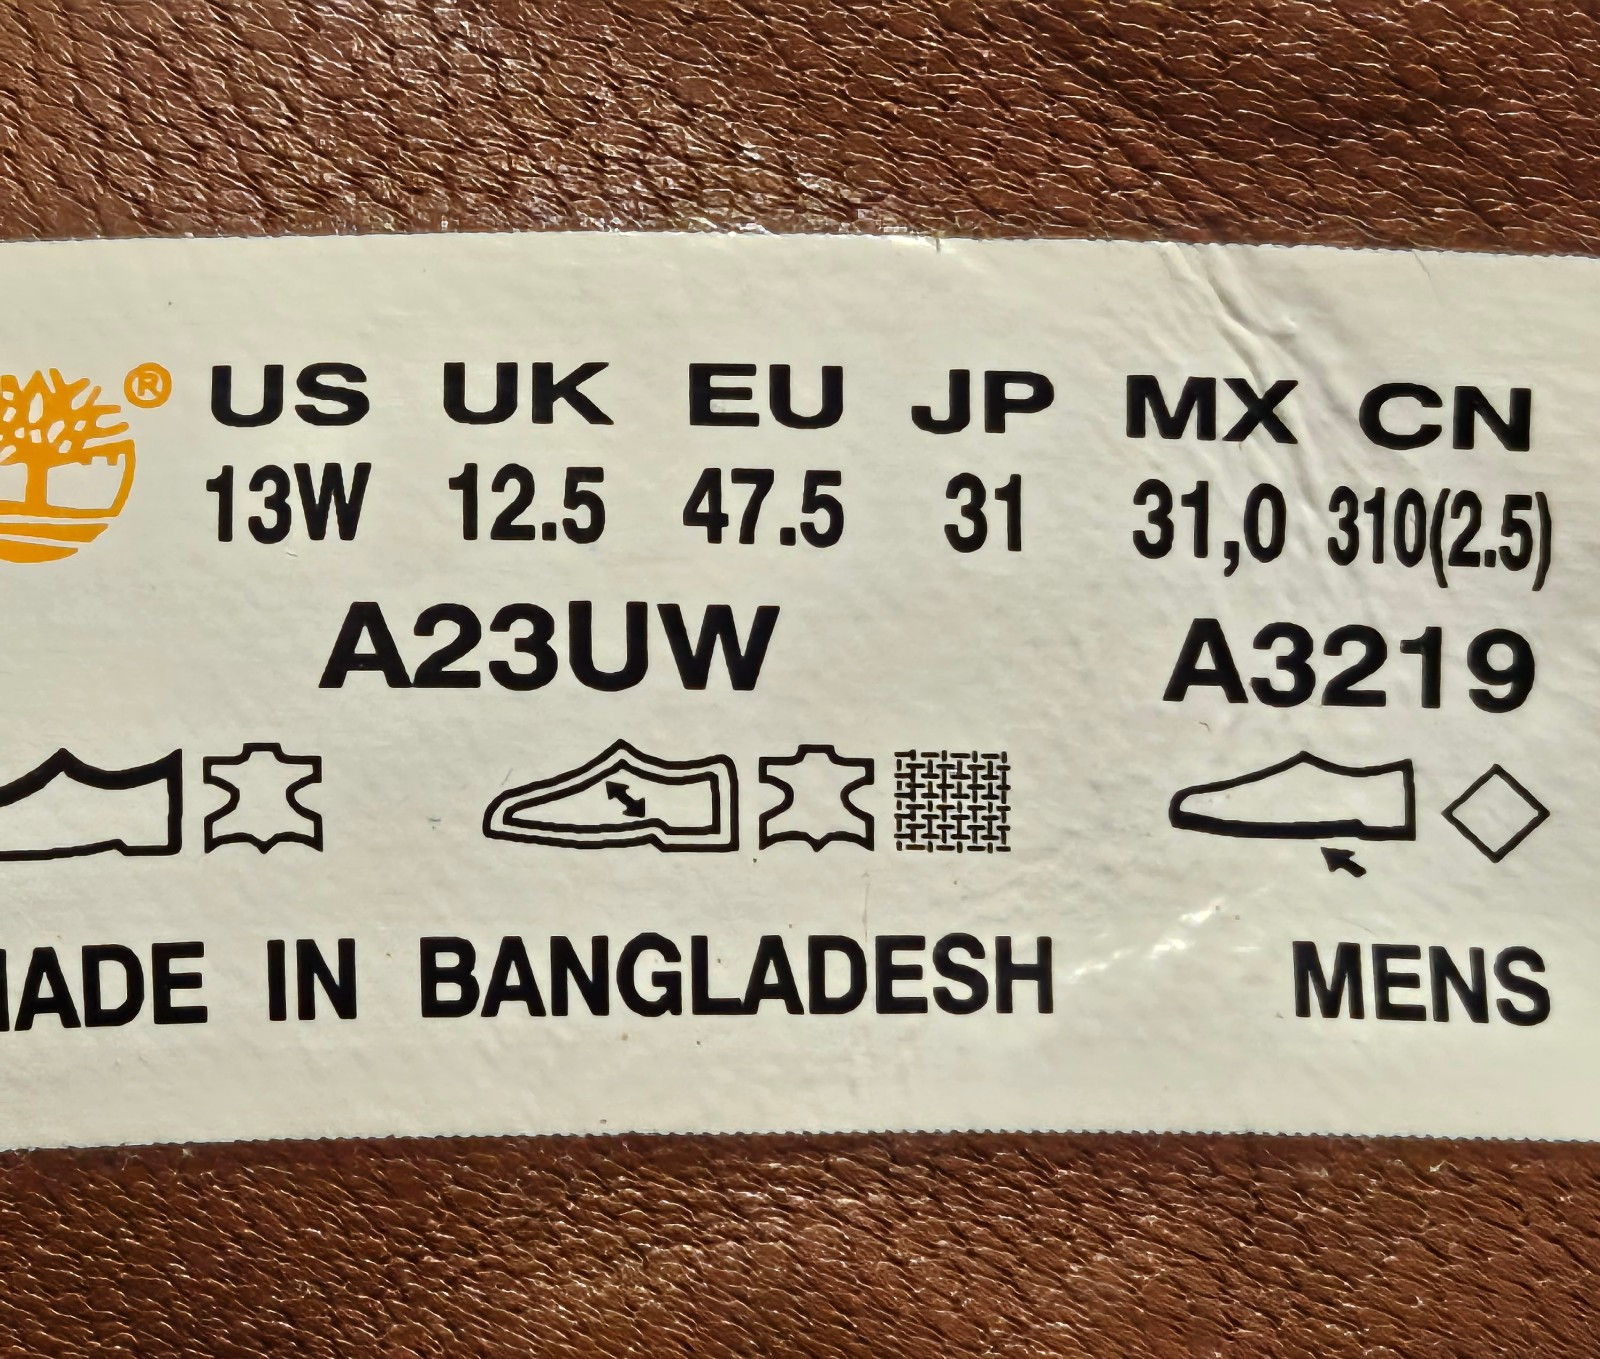 ® US UK EU JP MX CN
13W 12.5 47.5 31 31,0 310(2.5)
A23UW A3219
MADE IN BANGLADESH MENS